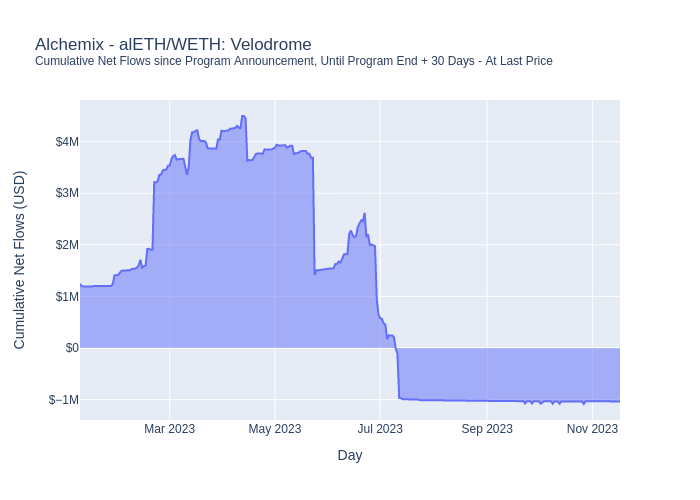 Alchemix - alETH/WETH: Velodrome
Cumulative Net Flows since Program Announcement, Until Program End + 30 Days - At Last Price
Cumulative Net Flows (USD)
$4M
$3M
$2M
$1M
$0
$−1M
Mar 2023
May 2023
Jul 2023
Sep 2023
Nov 2023
Day